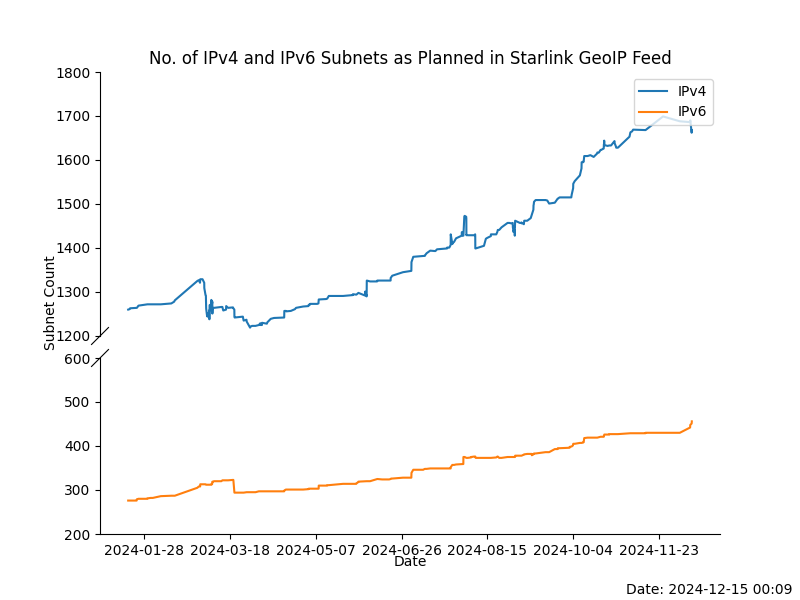 No. of IPv4 and IPv6 Subnets as Planned in Starlink GeoIP Feed
1800
1700
1600
1500
1400
1300
1200
IPv4
IPv6
Subnet Count
600
500
400
300
200
2024-01-28 2024-03-18 2024-05-07 2024-06-26 2024-08-15 2024-10-04 2024-11-23
Date
Date: 2024-12-15 00:09